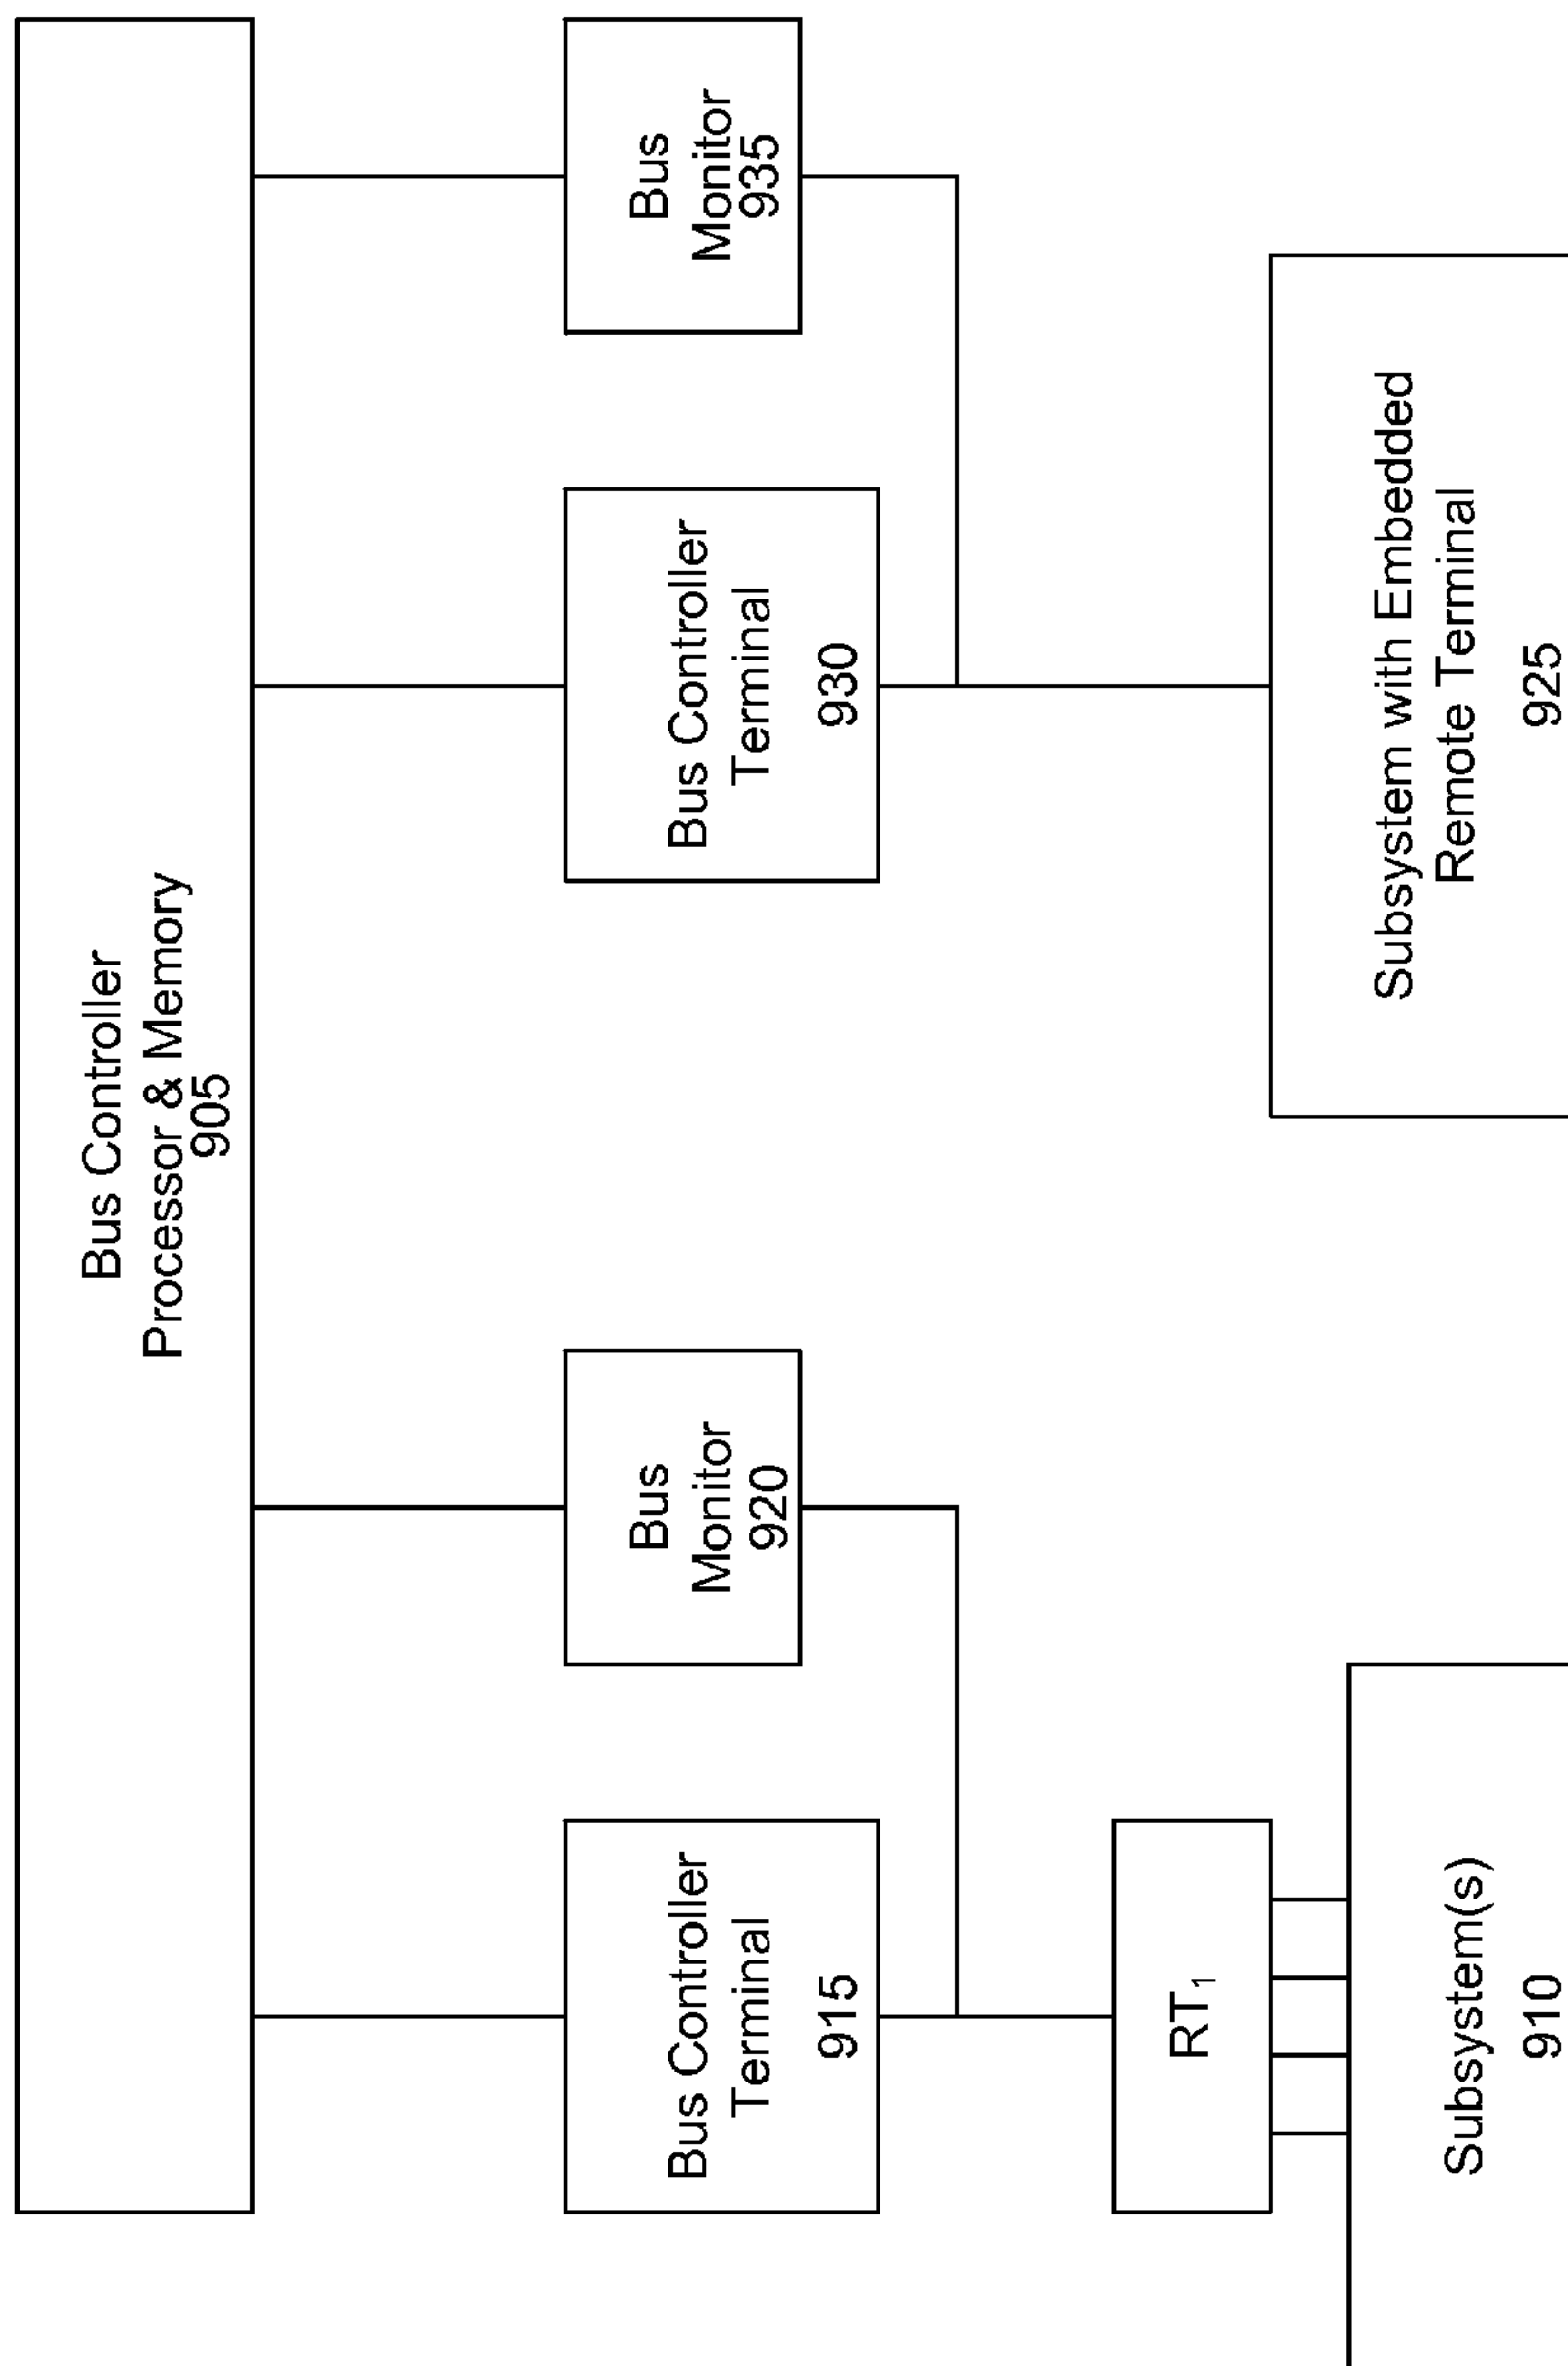 Bus Controller
Processor & Memory
905
Bus Controller
Terminal
915
Bus
Monitor
920
Bus Controller
Terminal
930
Bus
Monitor
935
RT1
Subsystem(s)
910
Subsystem with Embedded
Remote Terminal
925